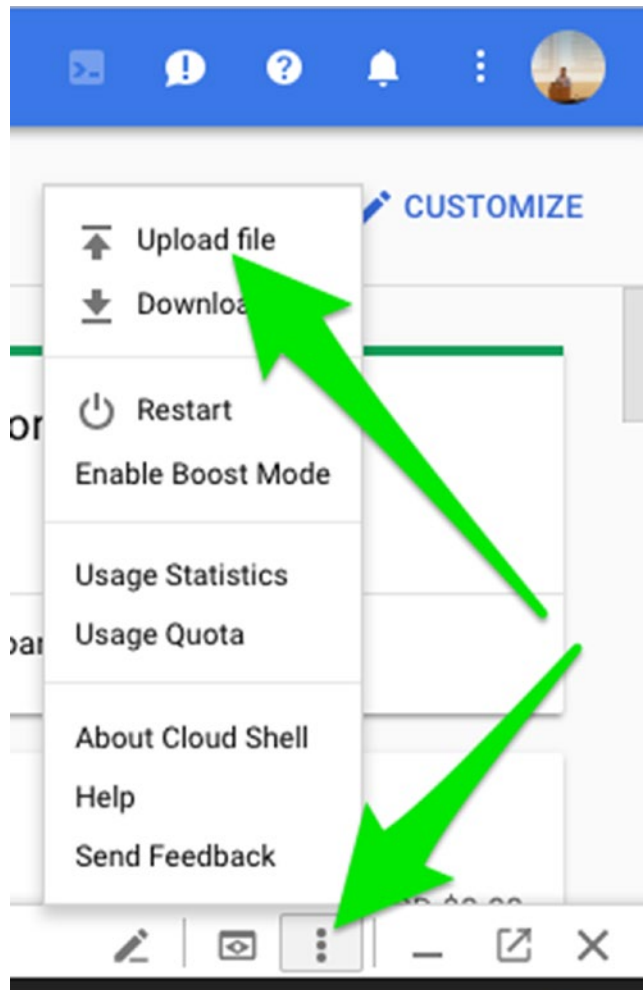 CUSTOMIZE
Upload file
Restart
Enable Boost Mode
Usage Statistics
Usage Quota
About Cloud Shell
Help
Send Feedback